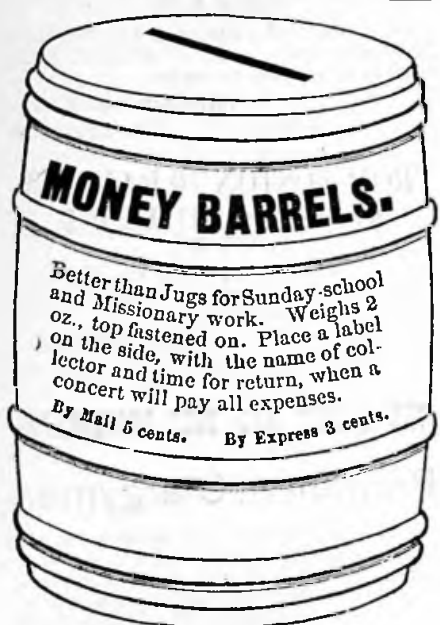 MONEY BARRELS.
Better than Jugs for Sunday-school
and Missionary work. Weighs 2
oz., top fastened on. Place a label
on the side, with the name of col-
lector and time for return, when a
concert will pay all expenses.
By Mail 5 cents. By Express 3 cents.